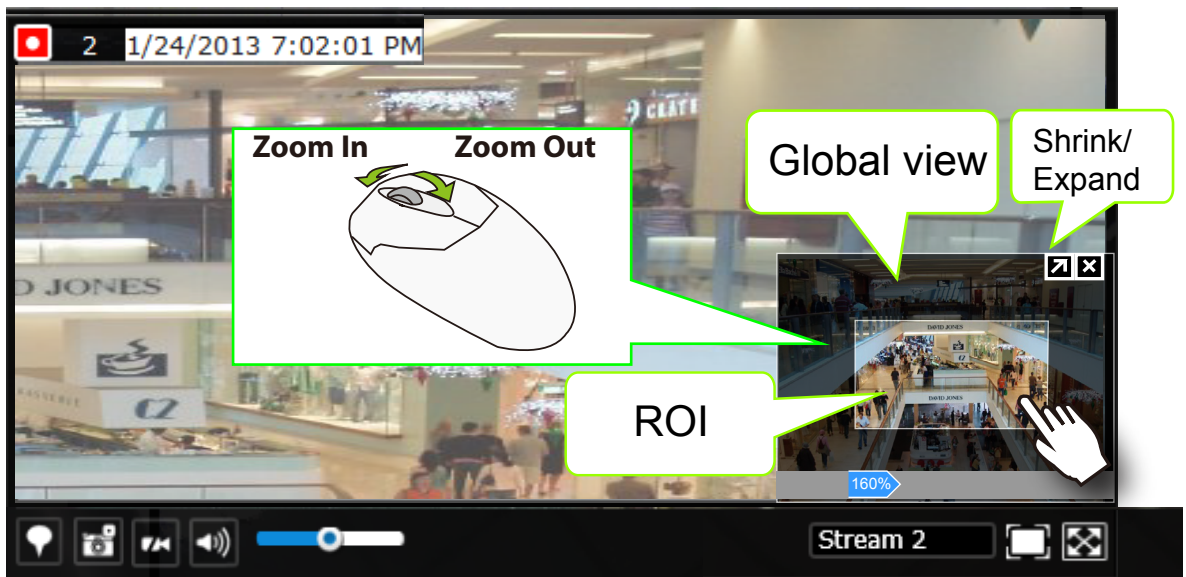 2 1/24/2013 7:02:01 PM
CRATE
Zoom In Zoom Out
Global view
Shrink/
Expand
D JONES
DAVID JONES
BRASSERIE
ROI
DAVID JONES
160%
Stream 2